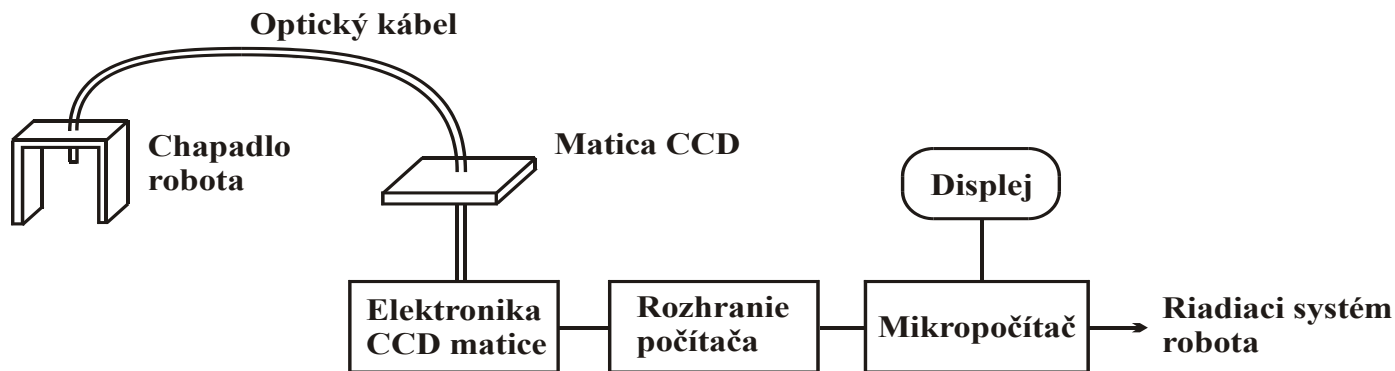 Optický kábel
Chapadlo
robota
Matica CCD
Displej
Elektronika
CCD matice
Rozhranie
počítača
Mikropočítač
Riadiaci systém
robota